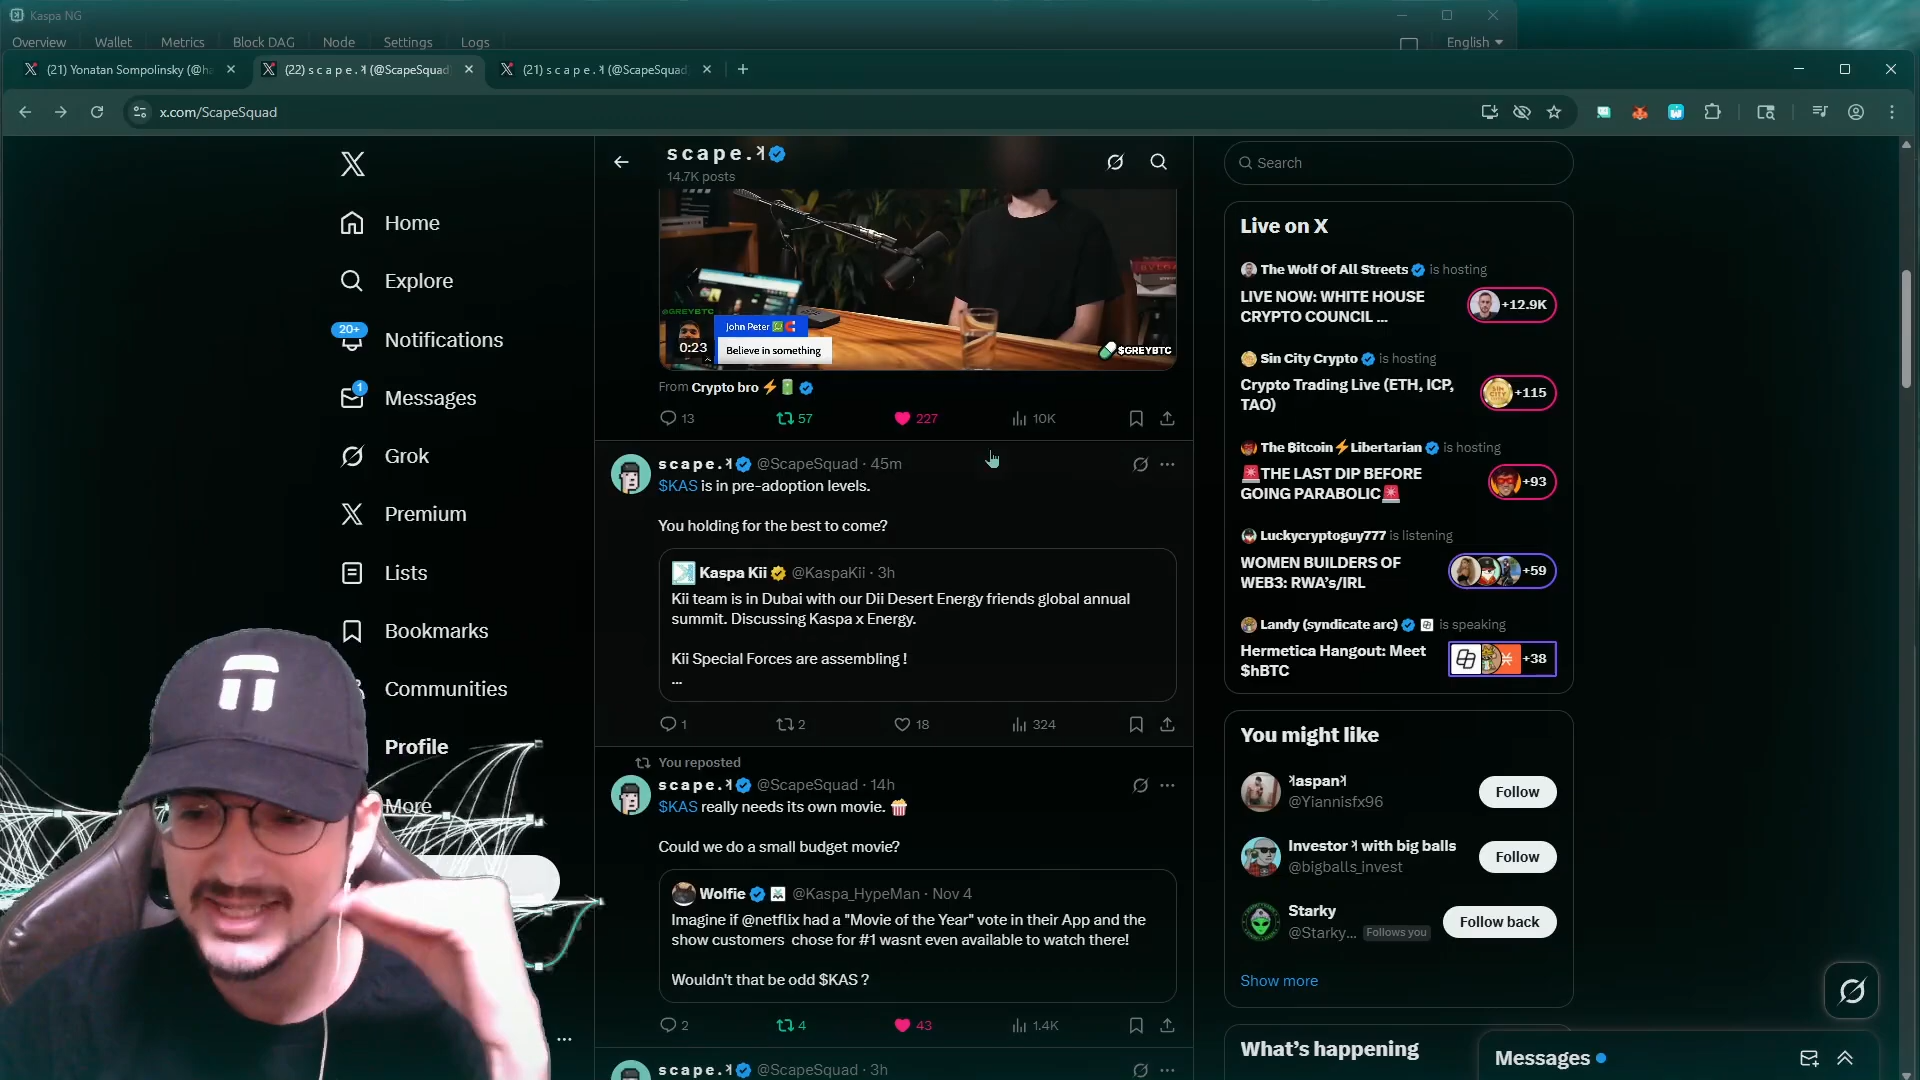 Kaspa NG
Overview Wallet Metrics Block DAG Node Settings Logs
English
(21) Yonatan Sompolinsky (@ha
(22) s c a p e . ꓘ (@ScapeSquad
(21) s c a p e . ꓘ (@ScapeSquad
x.com/ScapeSquad
Home
Explore
20+
Notifications
1
Messages
Grok
Premium
Lists
Bookmarks
Communities
Profile
More
s c a p e . ꓘ
14.7K posts
@GREYBTC
John Peter
0:23
Believe in something
$GREYBTC
From Crypto bro ⚡🔋
13 57 227 10K
s c a p e . ꓘ @ScapeSquad · 45m
$KAS is in pre-adoption levels.
You holding for the best to come?
Kaspa Kii @KaspaKii · 3h
Kii team is in Dubai with our Dii Desert Energy friends global annual
summit. Discussing Kaspa x Energy.
Kii Special Forces are assembling !
...
1 2 18 324
You reposted
s c a p e . ꓘ @ScapeSquad · 14h
$KAS really needs its own movie. 🍿
Could we do a small budget movie?
Wolfie @Kaspa_HypeMan · Nov 4
Imagine if @netflix had a "Movie of the Year" vote in their App and the
show customers chose for #1 wasnt even available to watch there!
Wouldn't that be odd $KAS ?
2 4 43 1.4K
s c a p e . ꓘ @ScapeSquad · 3h
Search
Live on X
The Wolf Of All Streets is hosting
LIVE NOW: WHITE HOUSE
CRYPTO COUNCIL ...
+12.9K
Sin City Crypto is hosting
Crypto Trading Live (ETH, ICP,
TAO)
+115
The ₿itcoin⚡Libertarian is hosting
🚨THE LAST DIP BEFORE
GOING PARABOLIC🚨
+93
Luckycryptoguy777 is listening
WOMEN BUILDERS OF
WEB3: RWA's/IRL
+59
Landy (syndicate arc) is speaking
Hermetica Hangout: Meet
$hBTC
+38
You might like
ꓘaspanꓘ
@Yiannisfx96
Follow
Investor ꓘ with big balls
@bigballs_invest
Follow
Starky
@Starky... Follows you
Follow back
Show more
What's happening
Messages